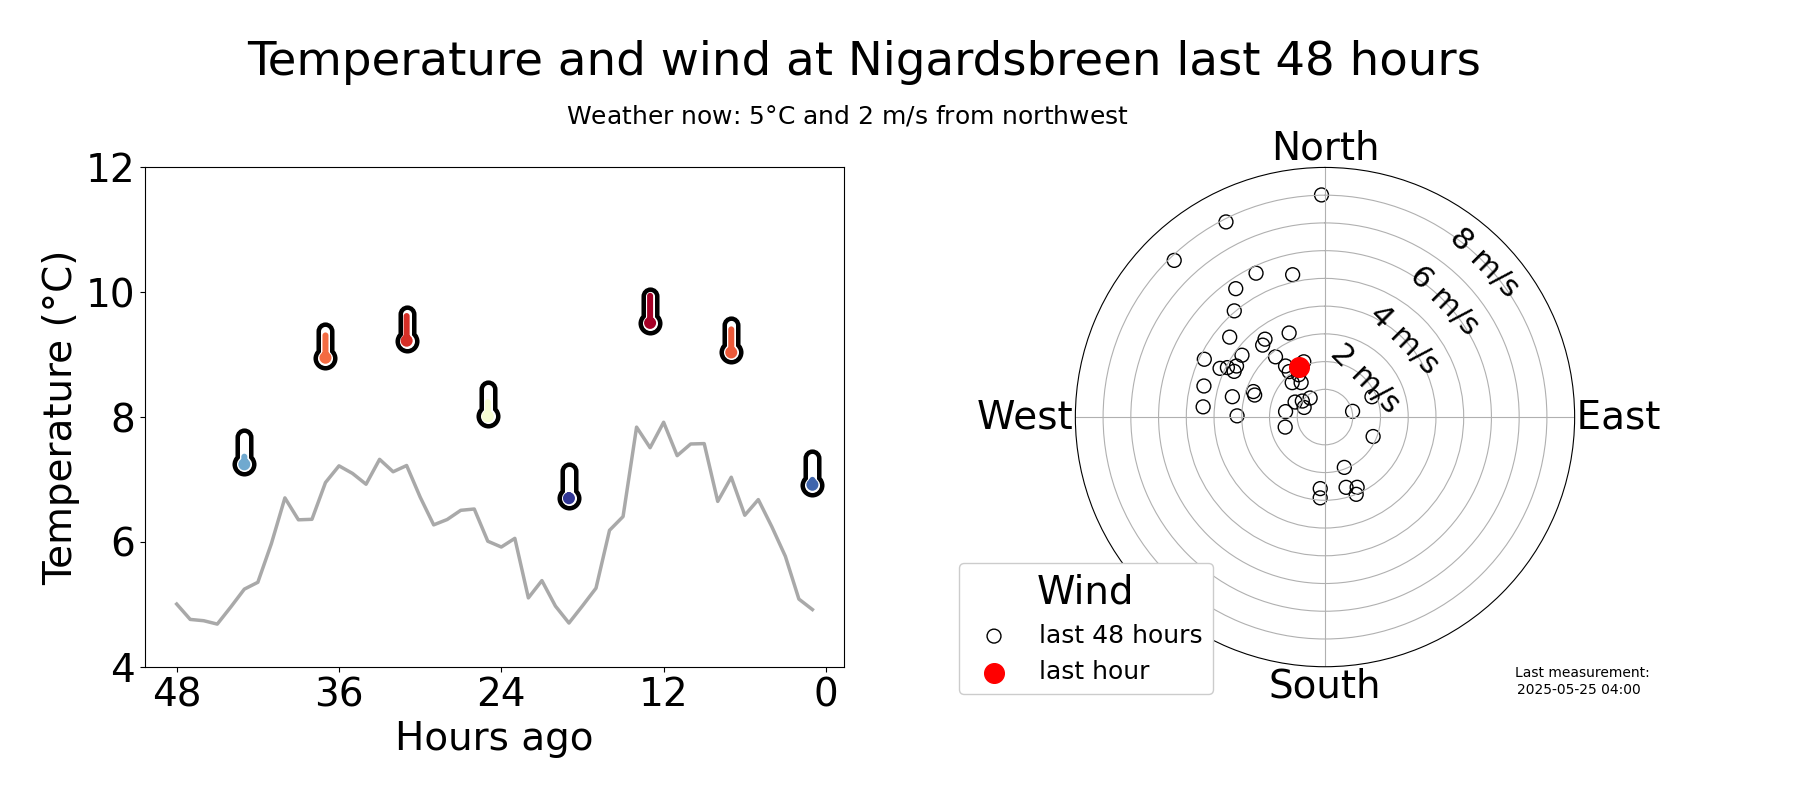 Temperature and wind at Nigardsbreen last 48 hours
Weather now: 5°C and 2 m/s from northwest
Temperature (°C)
12
10
8
6
4
48 36 24 12 0
Hours ago
North
West
East
South
8 m/s
6 m/s
4 m/s
2 m/s
Wind
last 48 hours
last hour
Last measurement:
2025-05-25 04:00